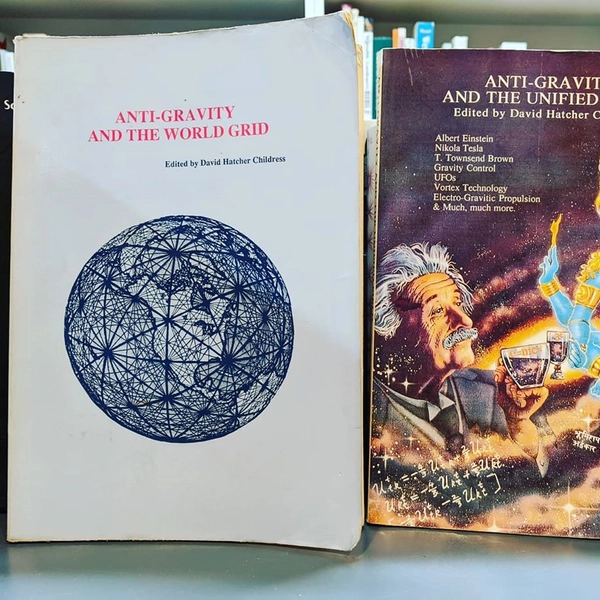 ANTI-GRAVITY
AND THE WORLD GRID
Edited by David Hatcher Childress
ANTI-GRAVIT
AND THE UNIFIED
Edited by David Hatcher C
Albert Einstein
Nikola Tesla
T. Townsend Brown
Gravity Control
UFOs
Vortex Technology
Electro-Gravitic Propulsion
& Much, much more.